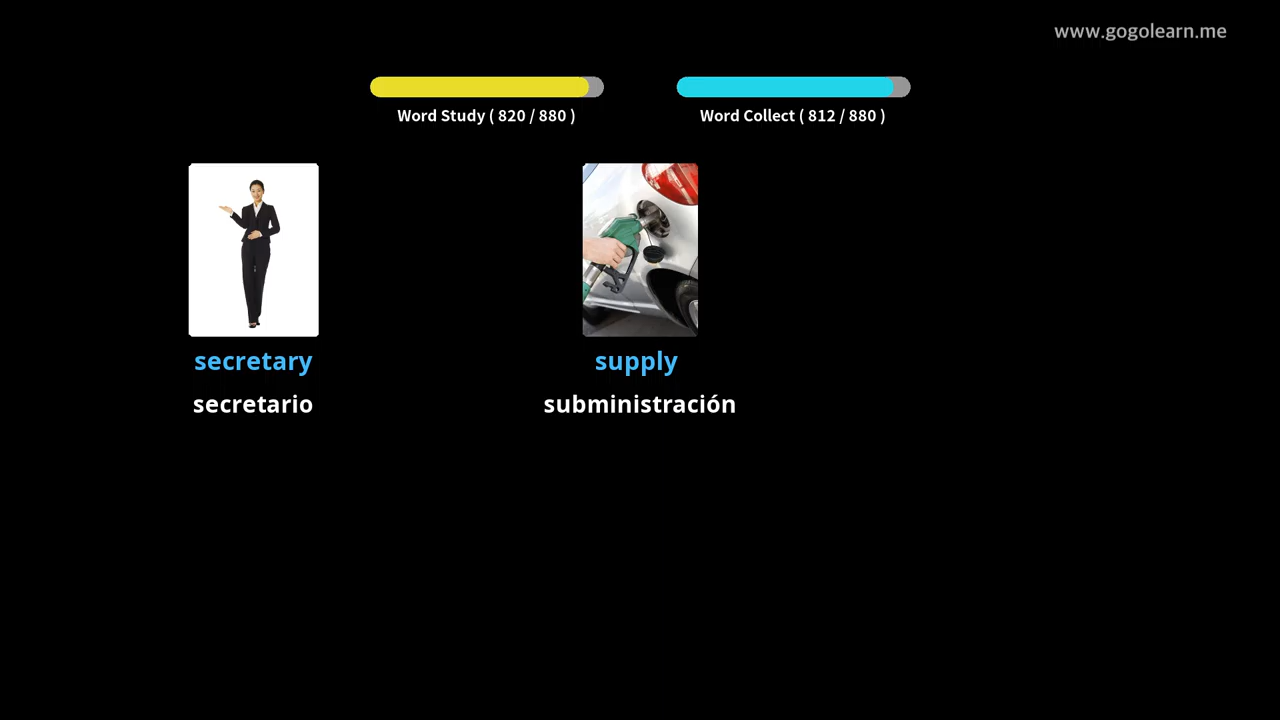 www.gogolearn.me
Word Study ( 820 / 880 )
Word Collect ( 812 / 880 )
secretary
secretario
supply
subministración